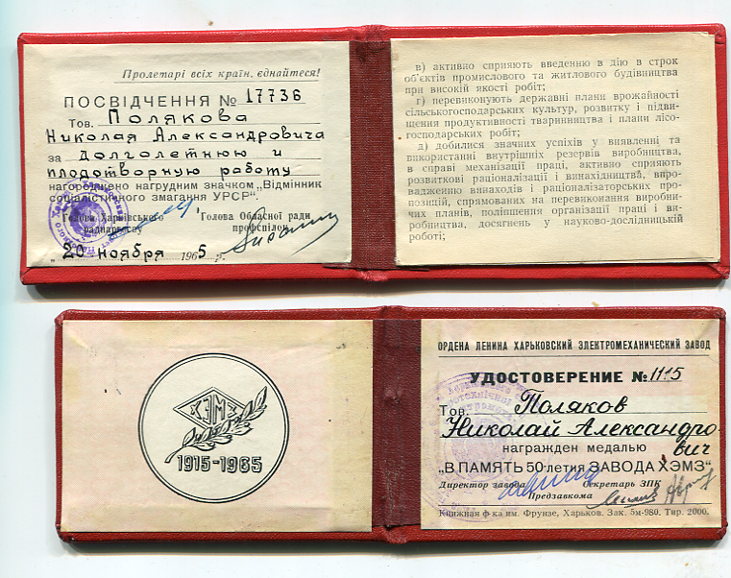 Пролетарі всіх країн, єднайтеся!
ПОСВІДЧЕННЯ № 17736
Тов. Полякова
Николая Александровича
за долголетнюю и
плодотворную работу
нагороджено нагрудним значком „Відмінник
соціалістичного змагання УРСР".
Голова Харківського
раднаргоспу
Голова Обласної ради
профспілок
„20 ноября 1965 р.
в) активно сприяють введенню в дію в строк
об'єктів промислового та житлового будівництва
при високій якості робіт;
г) перевиконують державні плани врожайності
сільськогосподарських культур, розвитку і підви-
щення продуктивності тваринництва і плани лісо-
господарських робіт;
д) добилися значних успіхів у виявленні та
використанні внутрішніх резервів виробництва,
в справі механізації праці, активно сприяють
розвиткові раціоналізації і винахідництва, впро-
вадженню винаходів і раціоналізаторських про-
позицій, спрямованих на перевиконання виробни-
чих планів, поліпшення організації праці і ви-
робництва, досягнень у науково-дослідницькій
роботі;
ХЭМЗ
1915-1965
ОРДЕНА ЛЕНИНА ХАРЬКОВСКИЙ ЭЛЕКТРОМЕХАНИЧЕСКИЙ ЗАВОД
УДОСТОВЕРЕНИЕ № 1115
Тов. Поляков
Николай Александро-
вич
награжден медалью
„В ПАМЯТЬ 50-летия ЗАВОДА ХЭМЗ"
Директор завода
Секретарь ЗПК
Предзавкома
Книжная ф-ка им. Фрунзе, Харьков. Зак. 5м-980. Тир. 2000.